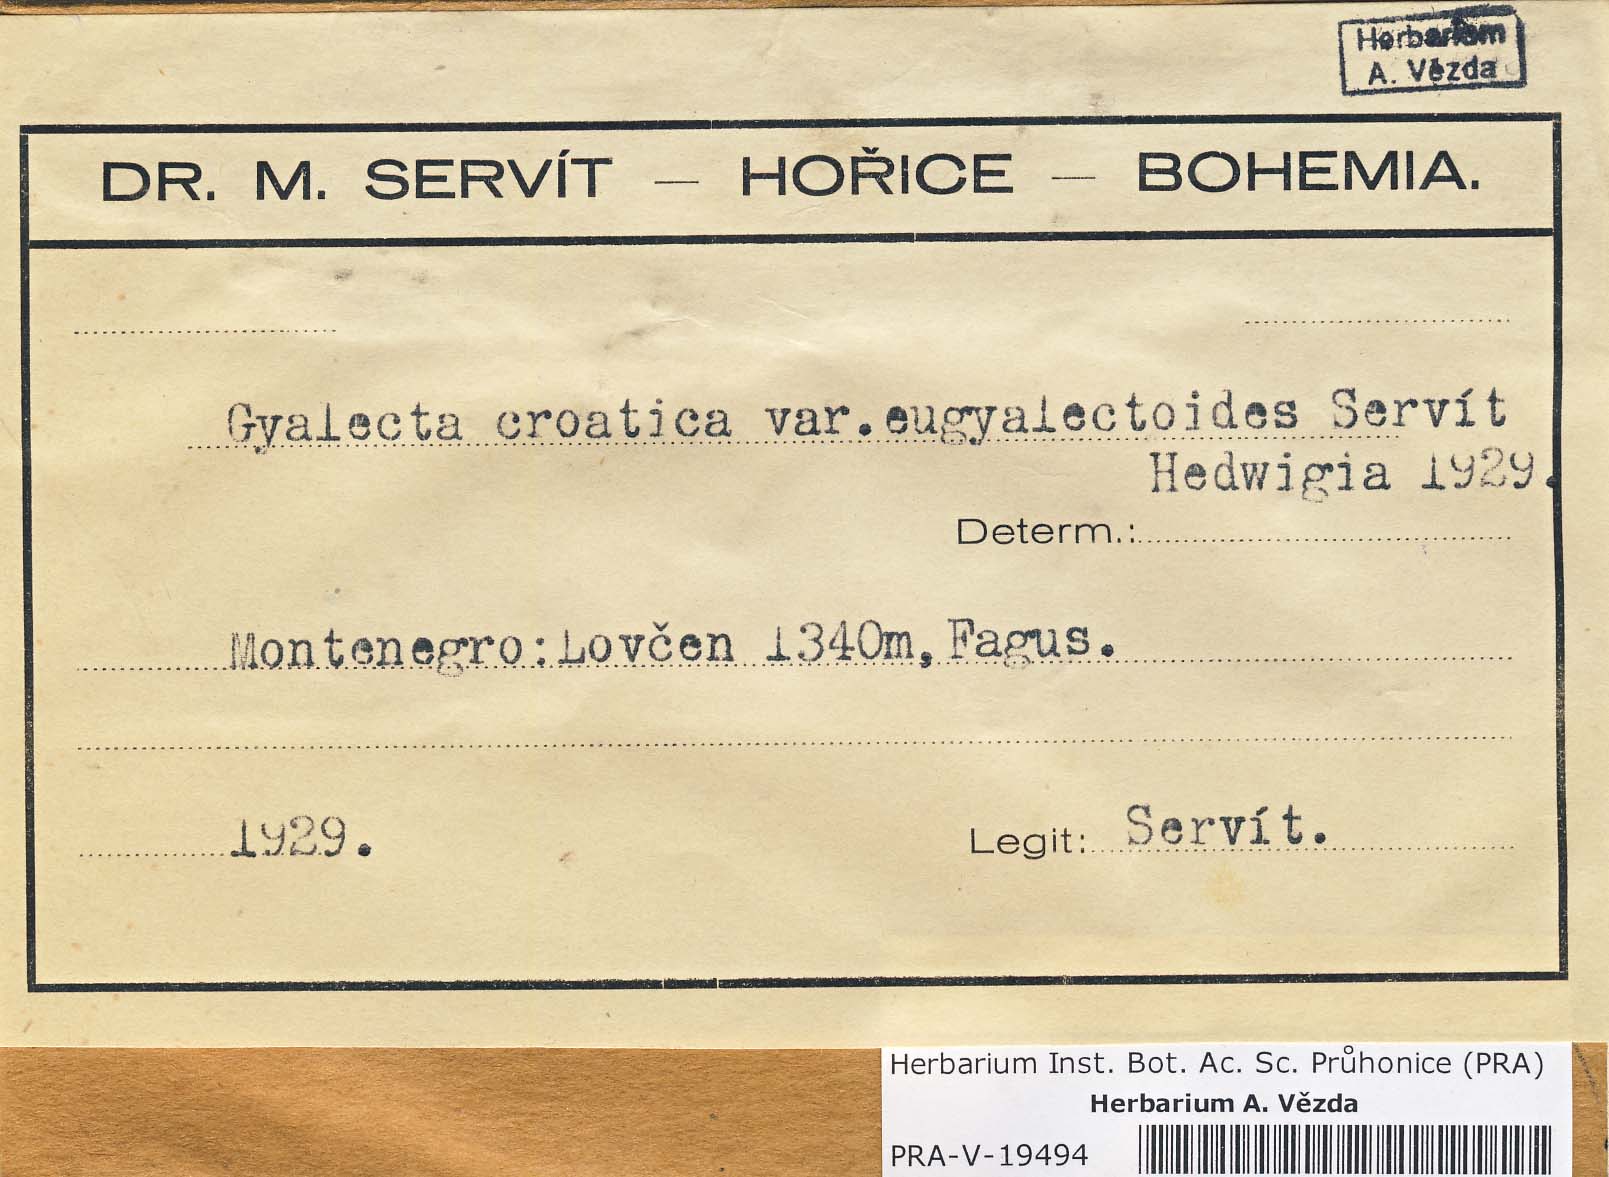 Herbarium
A. Vězda
DR. M. SERVÍT — HOŘICE — BOHEMIA.
Gyalecta croatica var.eugyalectoides Servít
Hedwigia 1929.
Determ.:
Montenegro:Lovčen 1340m,Fagus.
1929. Legit: Servít.
Herbarium Inst. Bot. Ac. Sc. Průhonice (PRA)
Herbarium A. Vězda
PRA-V-19494